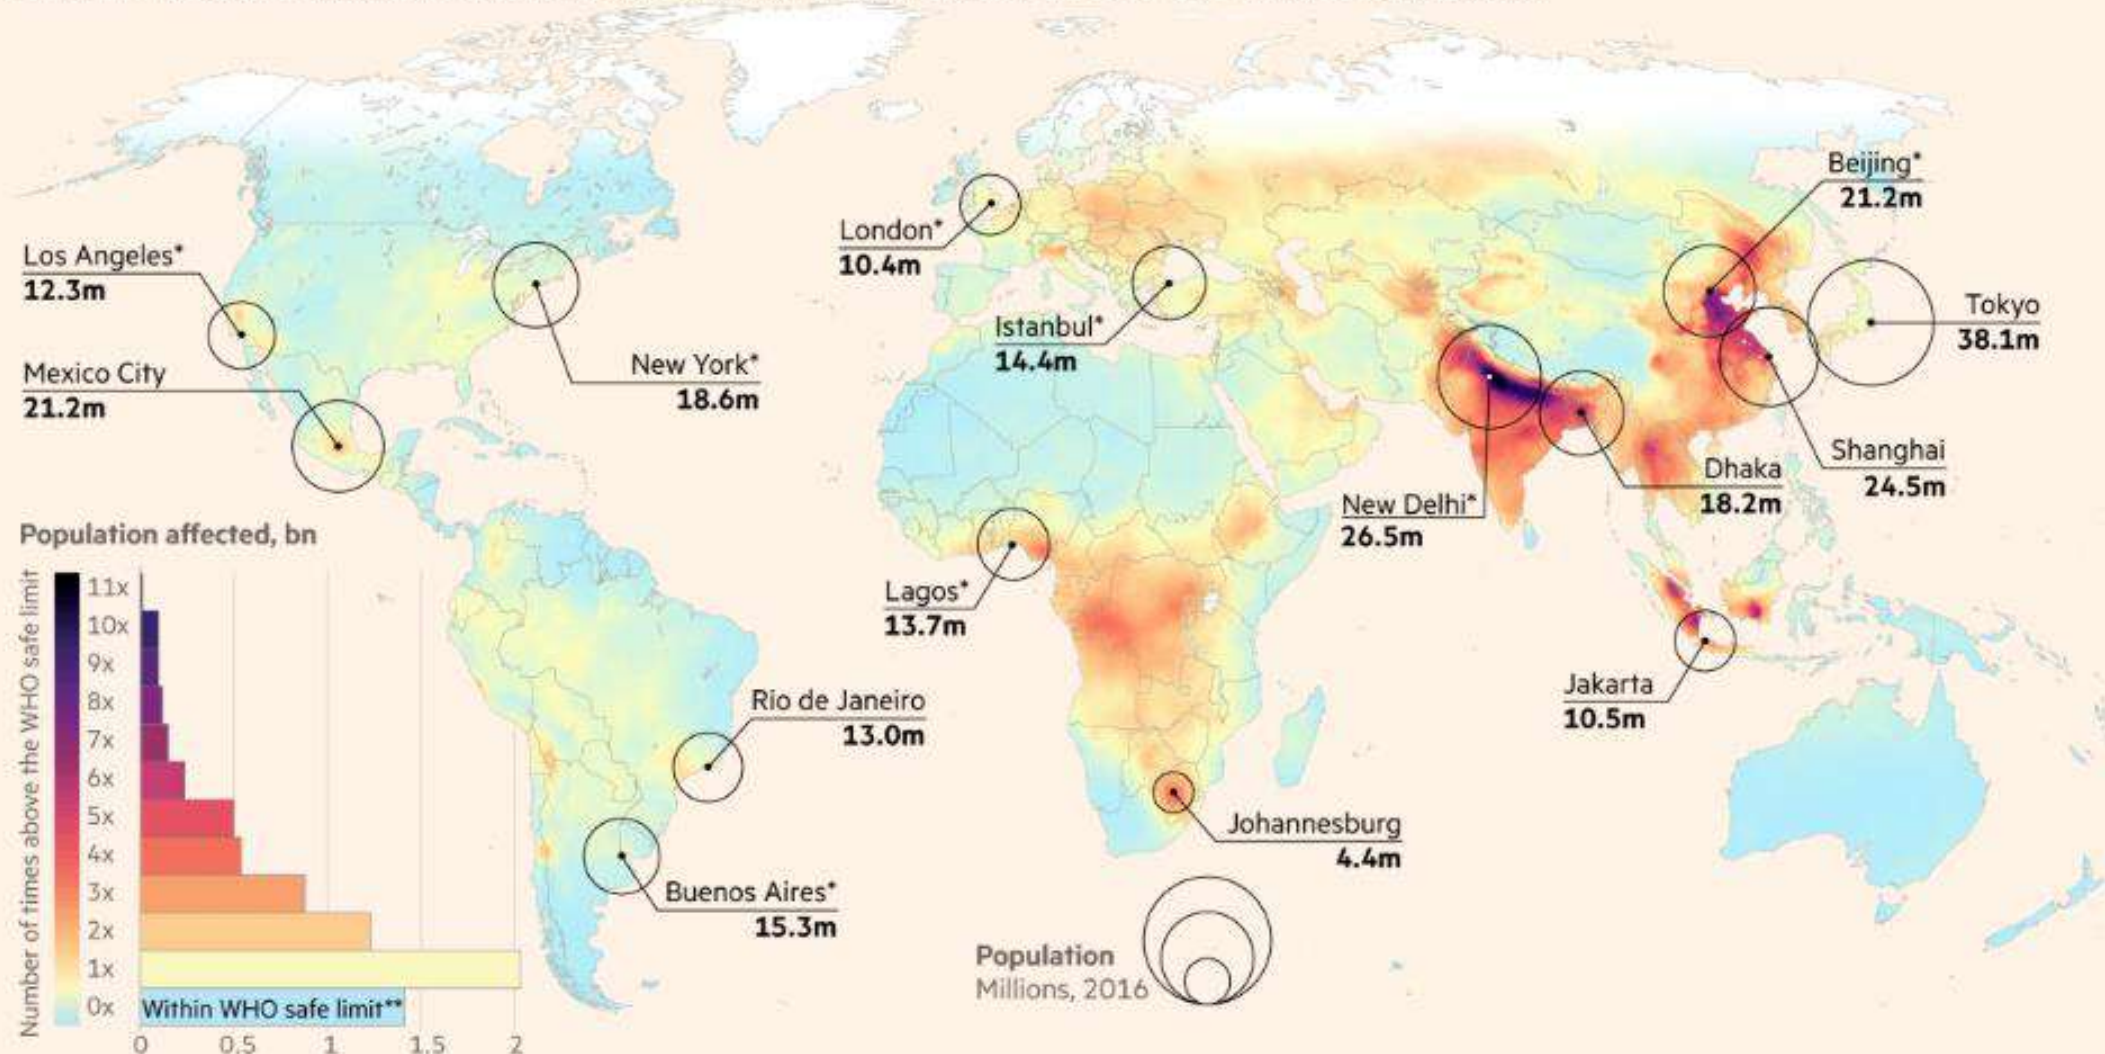 Beijing*
21.2m
London*
10.4m
Los Angeles*
12.3m
Tokyo
38.1m
Istanbul*
14.4m
New York*
18.6m
Mexico City
21.2m
Shanghai
24.5m
Dhaka
18.2m
New Delhi*
26.5m
Population affected, bn
Lagos*
13.7m
Jakarta
10.5m
Rio de Janeiro
13.0m
Johannesburg
4.4m
Buenos Aires*
15.3m
Number of times above the WHO safe limit
11x
10x
9x
8x
7x
6x
5x
4x
3x
2x
1x
0x
Within WHO safe limit**
0 0.5 1 1.5 2
Population
Millions, 2016